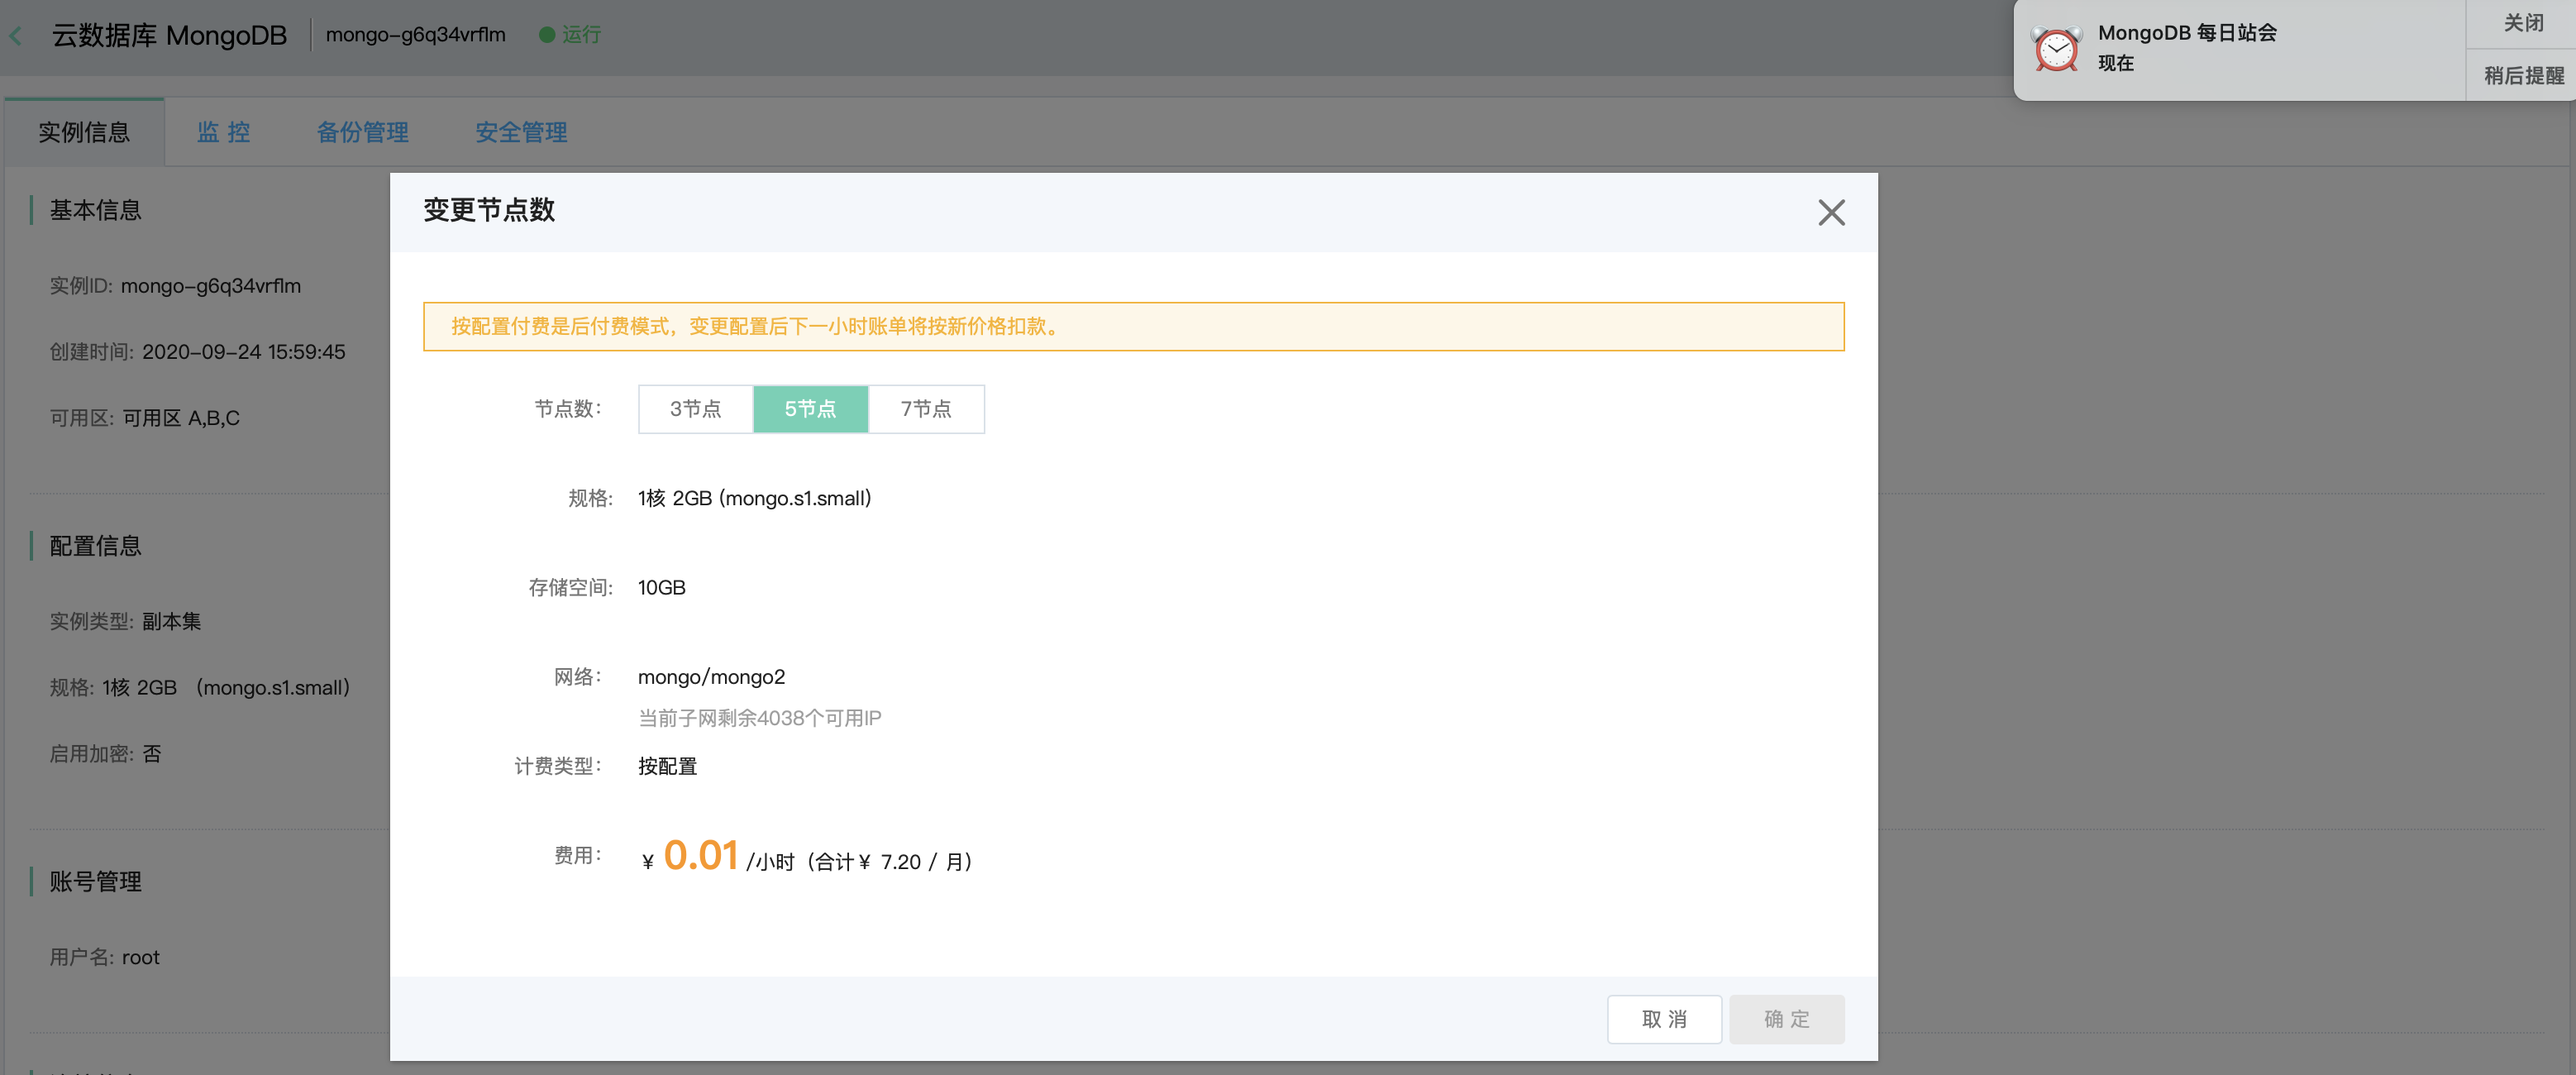 云数据库 MongoDB mongo-g6q34vrflm 运行
MongoDB 每日站会
现在
关闭
稍后提醒
实例信息 监 控 备份管理 安全管理
基本信息
实例ID: mongo-g6q34vrflm
创建时间: 2020-09-24 15:59:45
可用区: 可用区 A,B,C
配置信息
实例类型: 副本集
规格: 1核 2GB （mongo.s1.small）
启用加密: 否
账号管理
用户名: root
变更节点数
按配置付费是后付费模式，变更配置后下一小时账单将按新价格扣款。
节点数： 3节点 5节点 7节点
规格: 1核 2GB (mongo.s1.small)
存储空间: 10GB
网络： mongo/mongo2
当前子网剩余4038个可用IP
计费类型： 按配置
费用： ¥ 0.01 /小时（合计¥ 7.20 / 月）
取 消 确 定